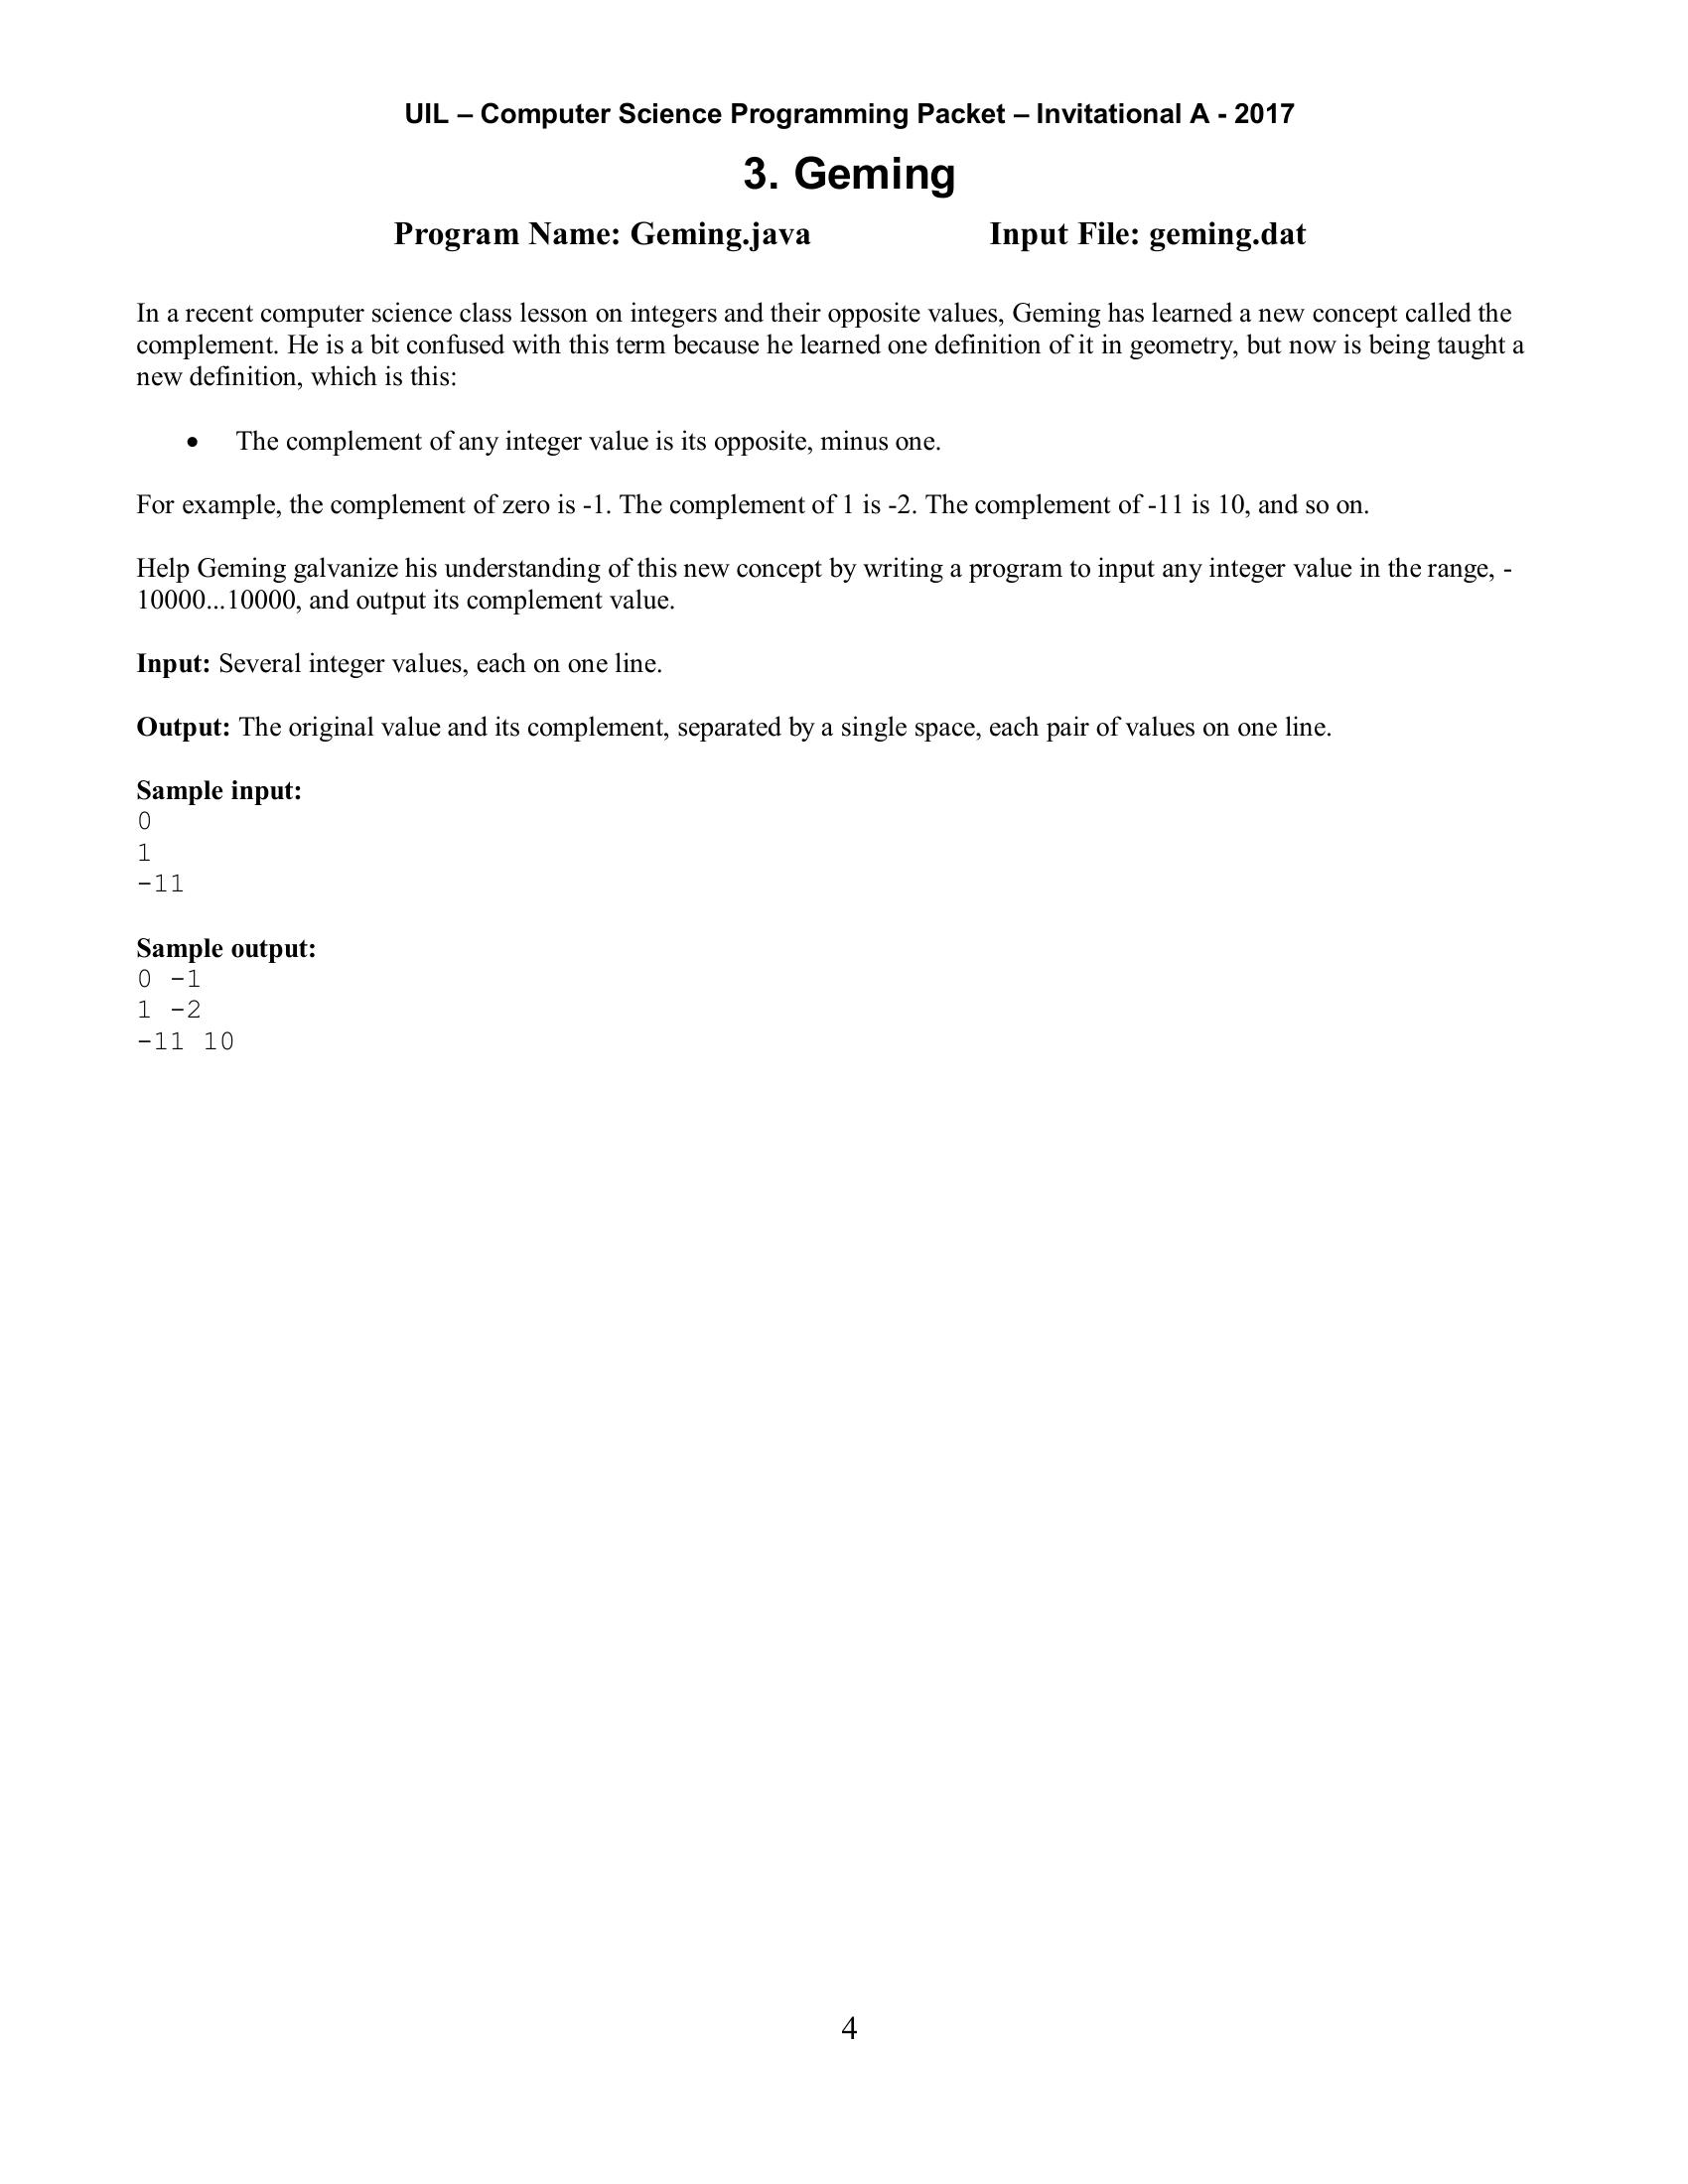 UIL – Computer Science Programming Packet – Invitational A - 2017
3. Geming
Program Name: Geming.java Input File: geming.dat
In a recent computer science class lesson on integers and their opposite values, Geming has learned a new concept called the
complement. He is a bit confused with this term because he learned one definition of it in geometry, but now is being taught a
new definition, which is this:
• The complement of any integer value is its opposite, minus one.
For example, the complement of zero is -1. The complement of 1 is -2. The complement of -11 is 10, and so on.
Help Geming galvanize his understanding of this new concept by writing a program to input any integer value in the range, -
10000...10000, and output its complement value.
Input: Several integer values, each on one line.
Output: The original value and its complement, separated by a single space, each pair of values on one line.
Sample input:
0
1
-11
Sample output:
0 -1
1 -2
-11 10
4